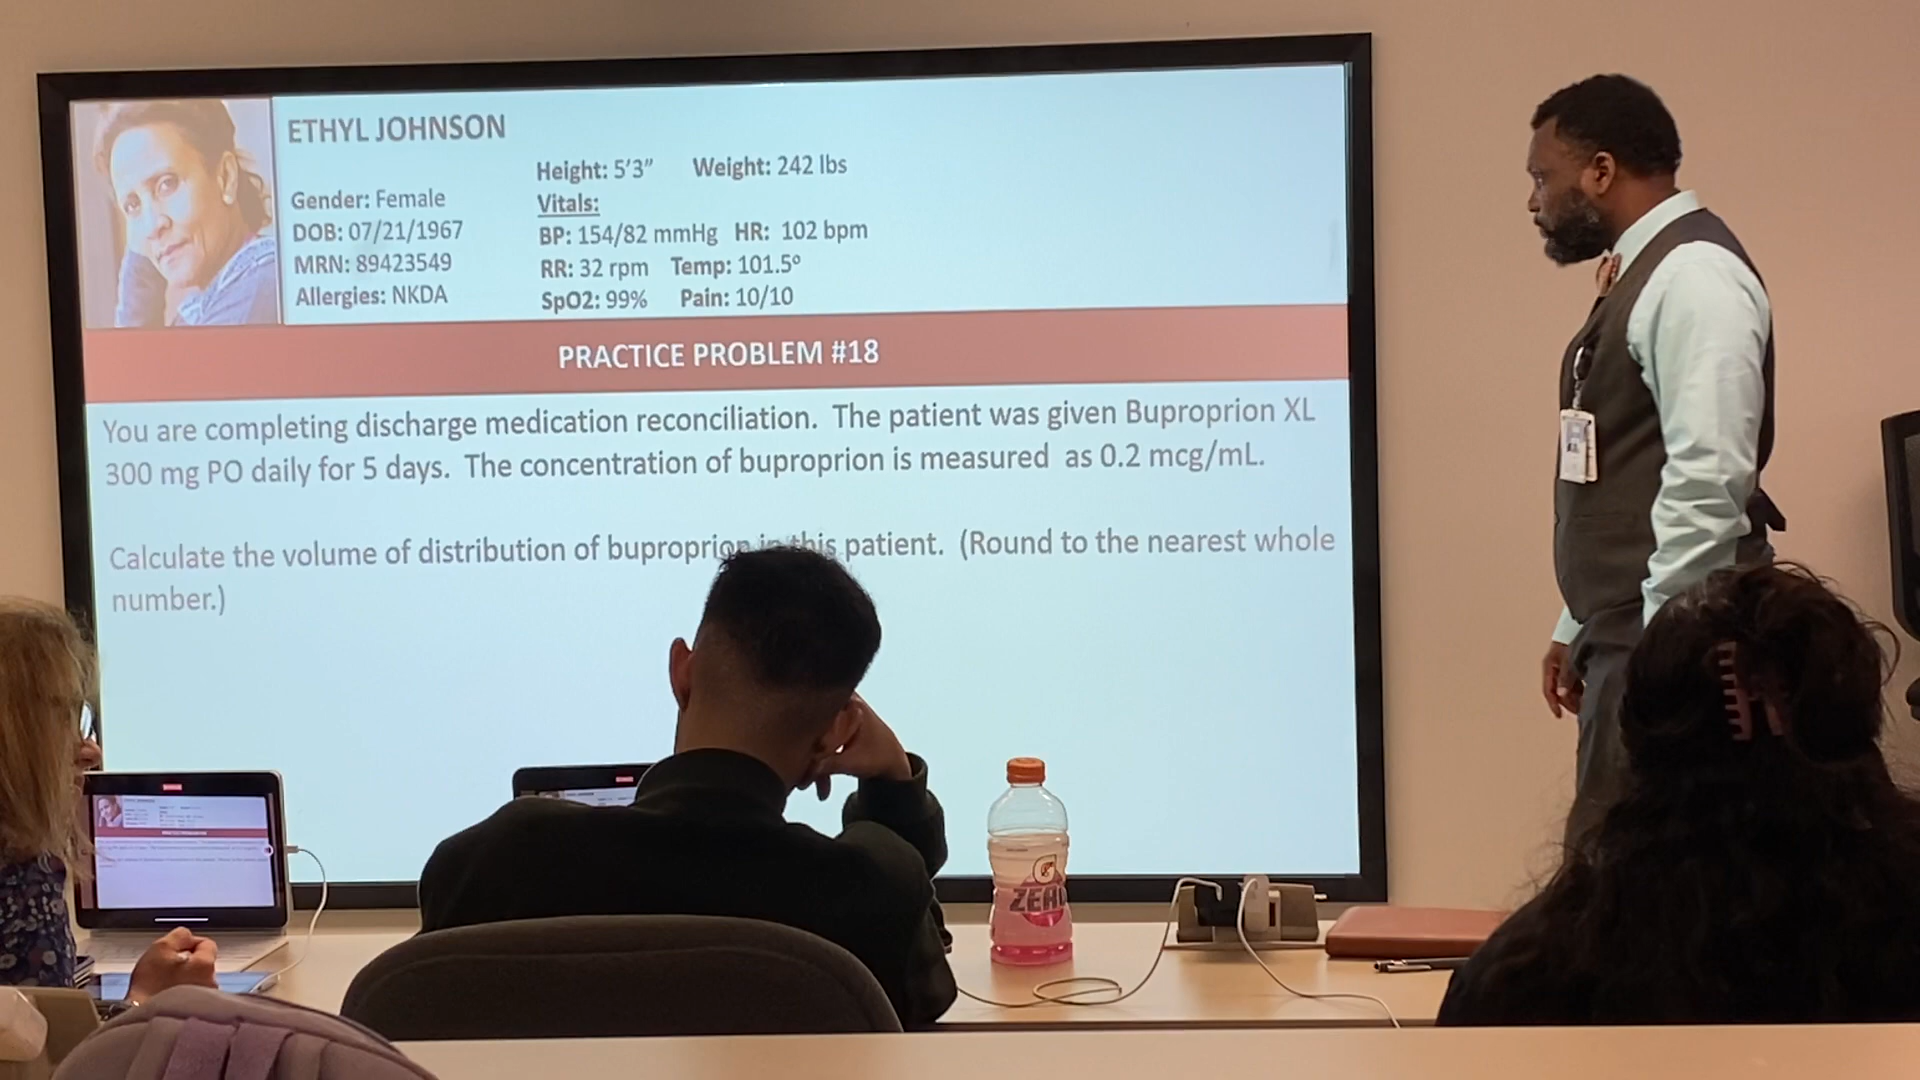 ETHYL JOHNSON
Height: 5’3” Weight: 242 lbs
Gender: Female
Vitals:
DOB: 07/21/1967
BP: 154/82 mmHg HR: 102 bpm
MRN: 89423549
RR: 32 rpm Temp: 101.5°
Allergies: NKDA
SpO2: 99% Pain: 10/10
PRACTICE PROBLEM #18
You are completing discharge medication reconciliation. The patient was given Buproprion XL
300 mg PO daily for 5 days. The concentration of buproprion is measured as 0.2 mcg/mL.
Calculate the volume of distribution of buproprion in this patient. (Round to the nearest whole
number.)
G
ZERO